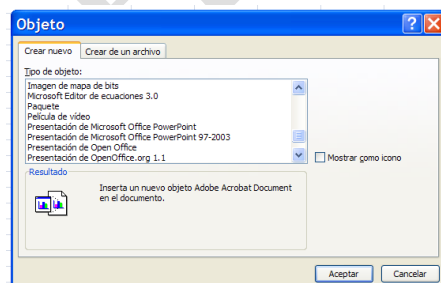 Objeto
Crear nuevo
Crear de un archivo
Tipo de objeto:
Imagen de mapa de bits
Microsoft Editor de ecuaciones 3.0
Paquete
Película de vídeo
Presentación de Microsoft Office PowerPoint
Presentación de Microsoft Office PowerPoint 97-2003
Presentación de Open Office
Presentación de OpenOffice.org 1.1
Mostrar como icono
Resultado
Inserta un nuevo objeto Adobe Acrobat Document
en el documento.
Aceptar
Cancelar